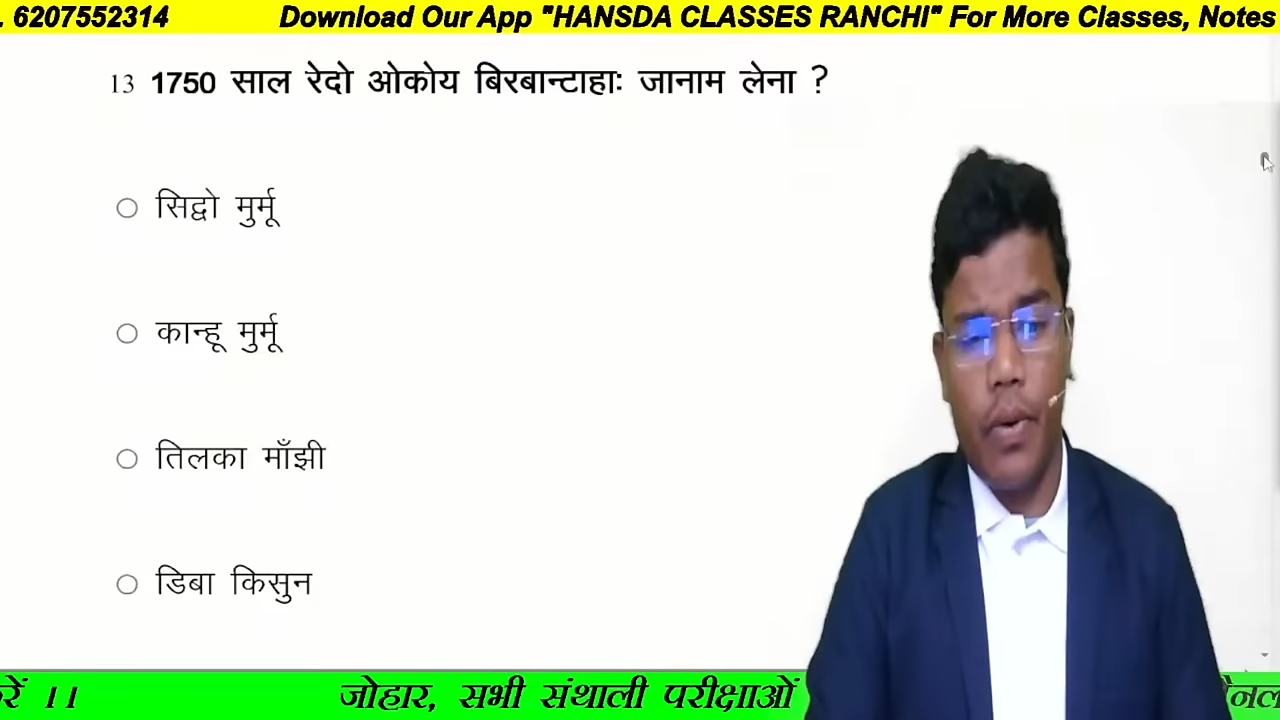 . 6207552314 Download Our App "HANSDA CLASSES RANCHI" For More Classes, Notes
13 1750 साल रेदो ओकोय बिरबान्टाहाः जानाम लेना ?
सिद्वो मुर्मू
कान्हू मुर्मू
तिलका माँझी
डिबा किसुन
रें ।। जोहार, सभी संथाली परीक्षाओं